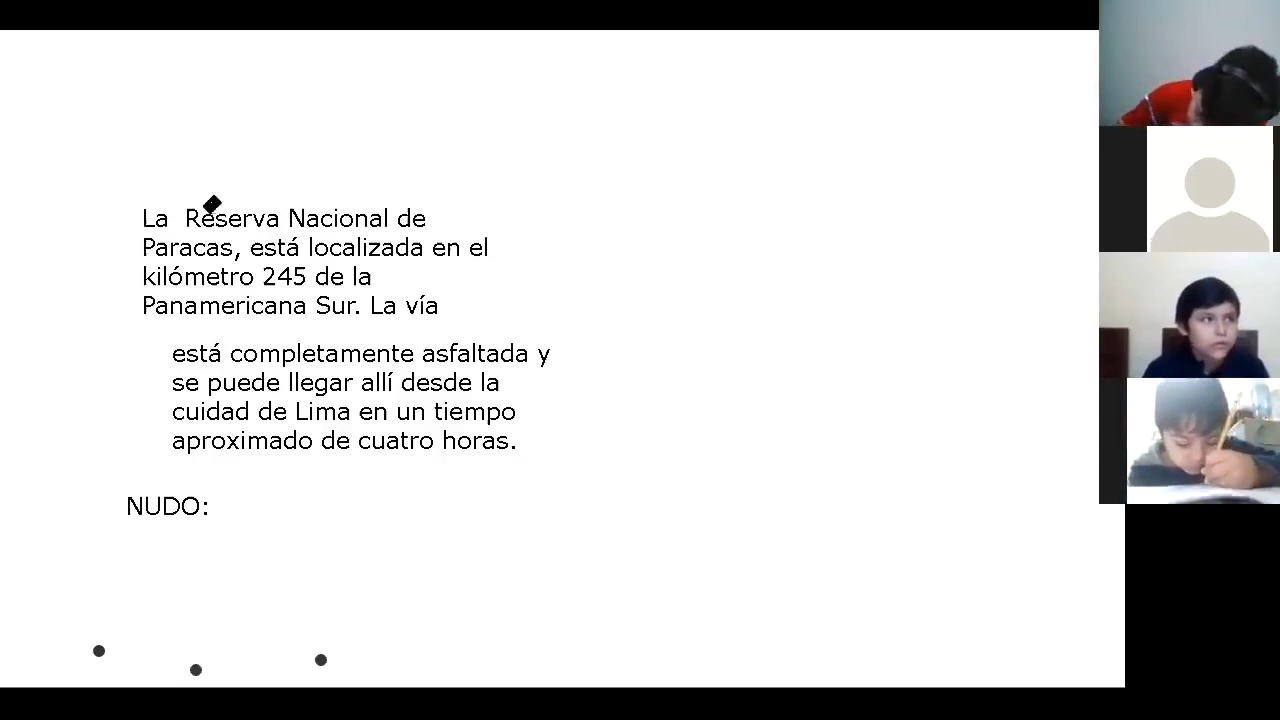 La  Reserva Nacional de
Paracas, está localizada en el
kilómetro 245 de la
Panamericana Sur. La vía
está completamente asfaltada y
se puede llegar allí desde la
cuidad de Lima en un tiempo
aproximado de cuatro horas.
NUDO: